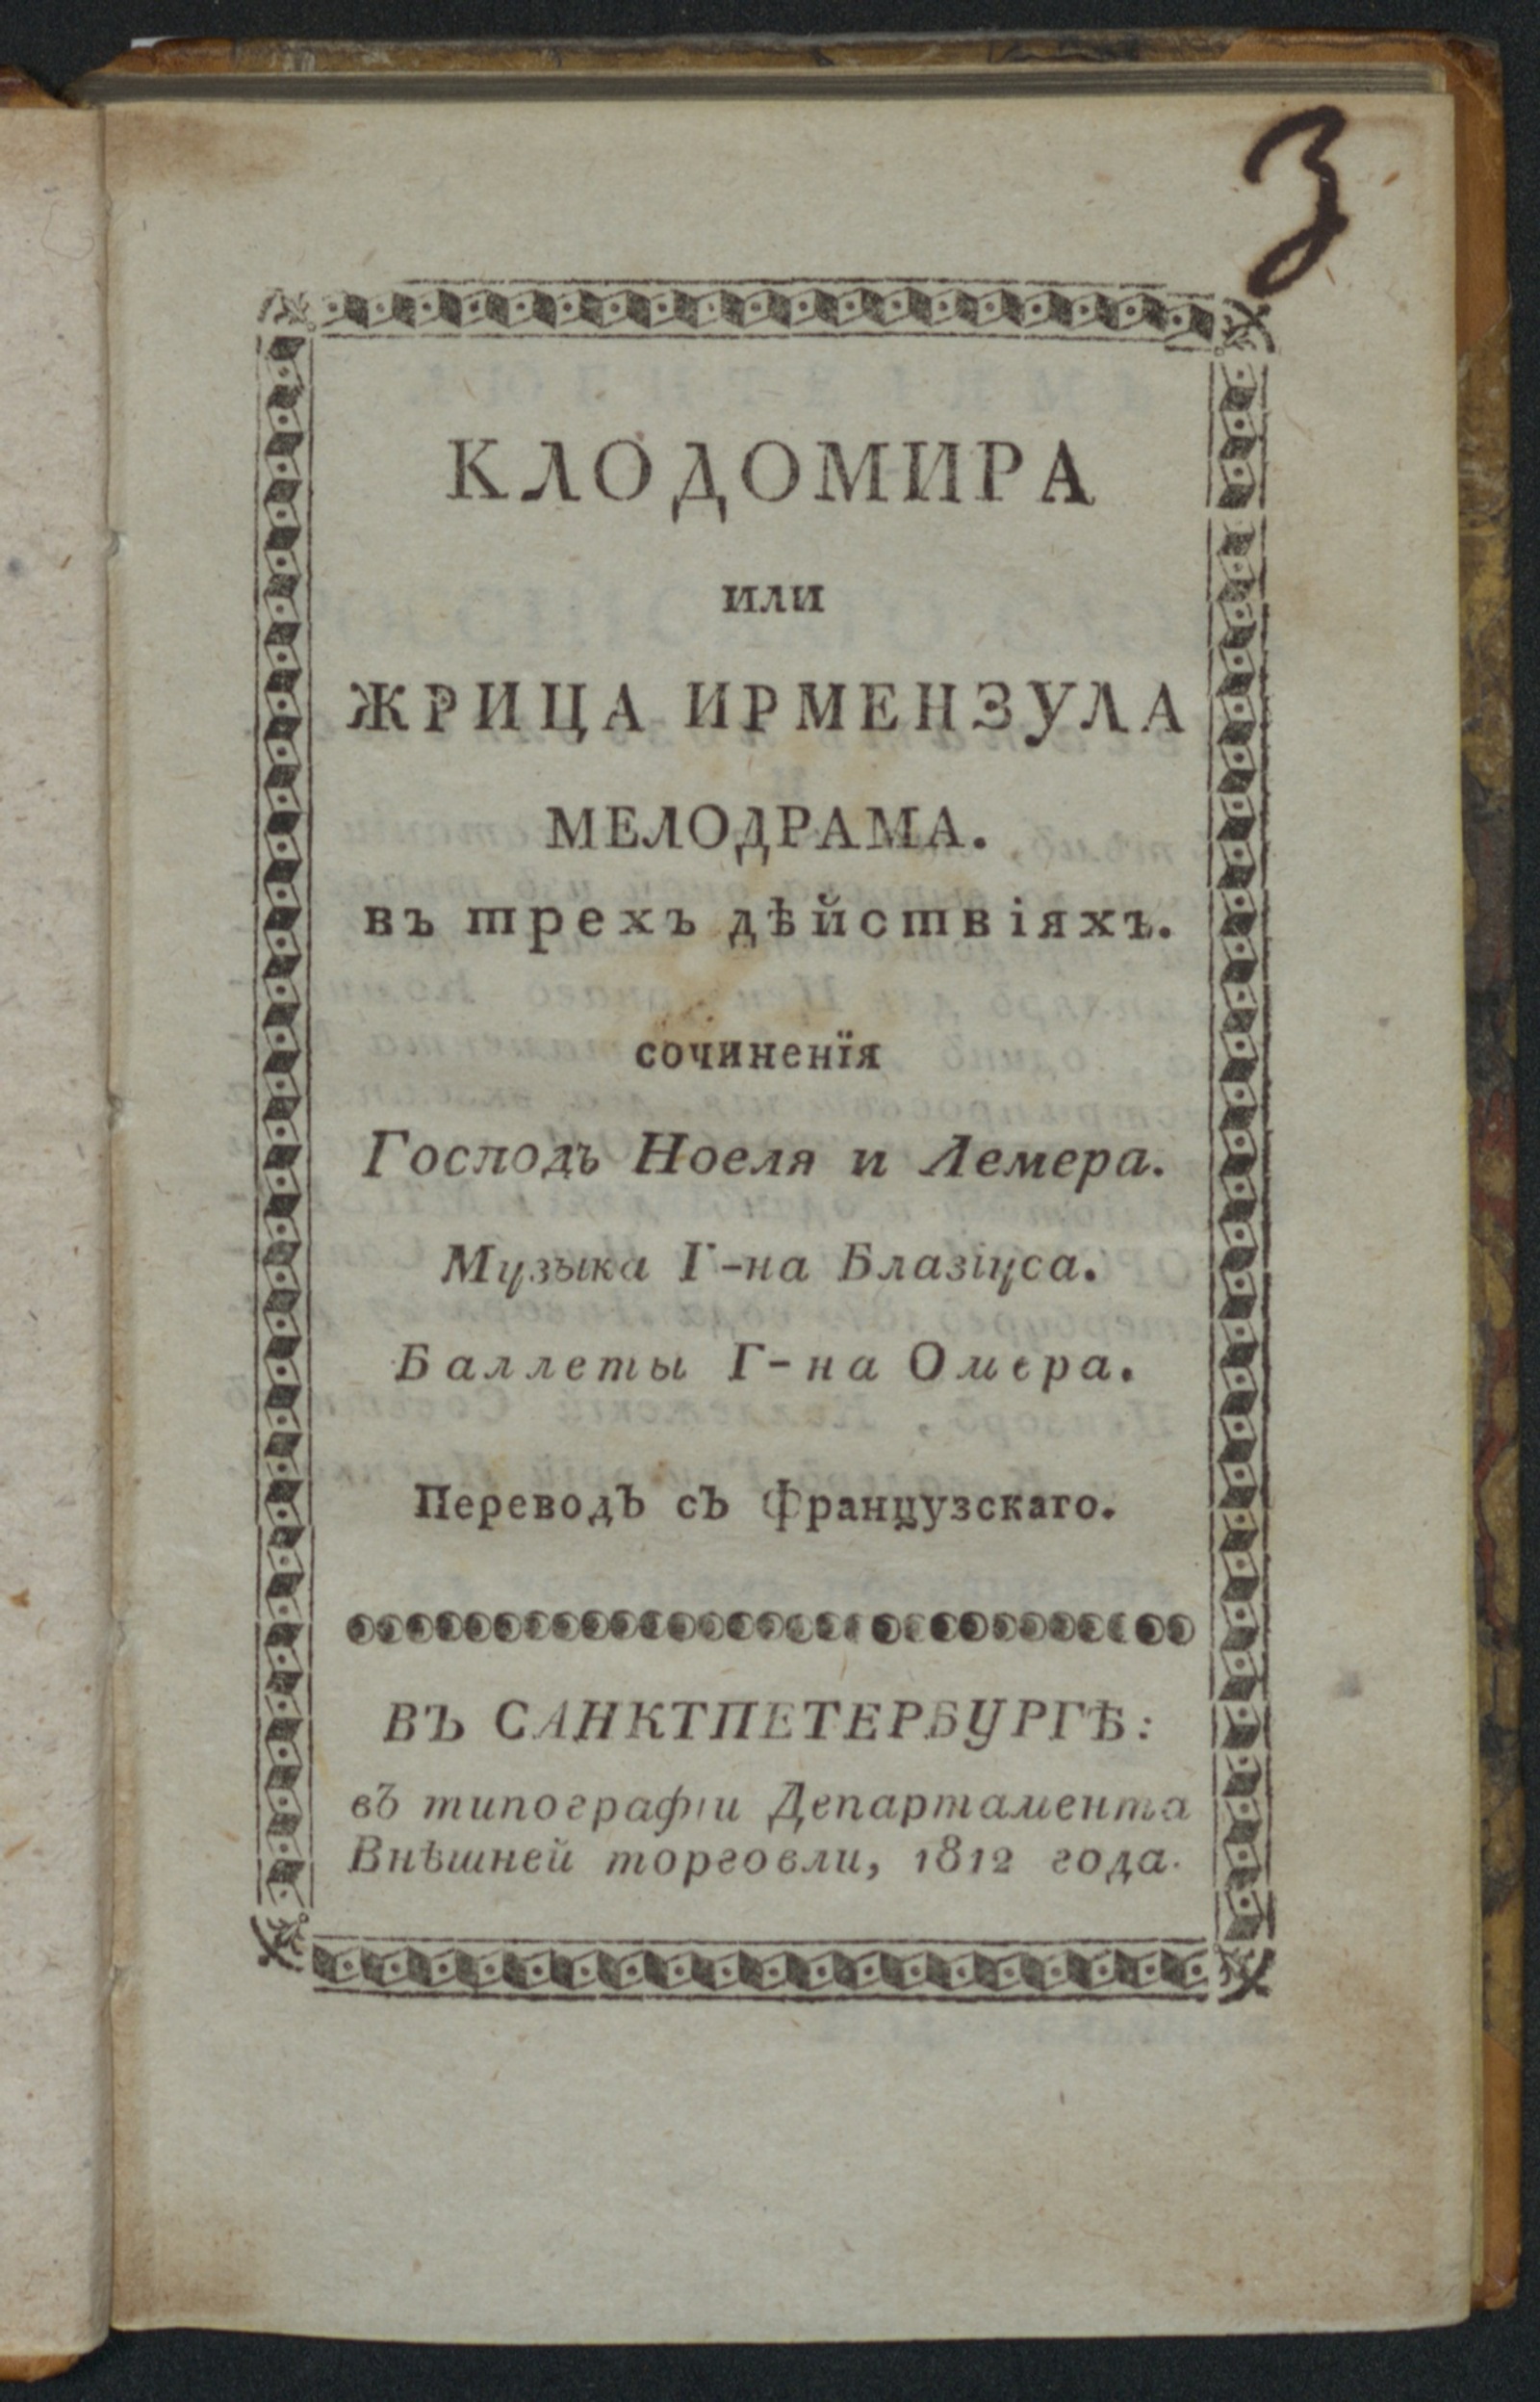 3
КЛОДОМИРА
или
ЖРИЦА ИРМЕНЗУЛА
МЕЛОДРАМА.
въ трехъ дѣйствіяхъ.
сочиненїя
Господъ Ноеля и Лемера.
Музыка Г-на Блазіуса.
Баллеты Г-на Омера.
Переводъ съ Французскаго.
ВЪ САНКТПЕТЕРБУРГѢ:
въ типографіи Департамента
Внѣшней торговли, 1812 года.